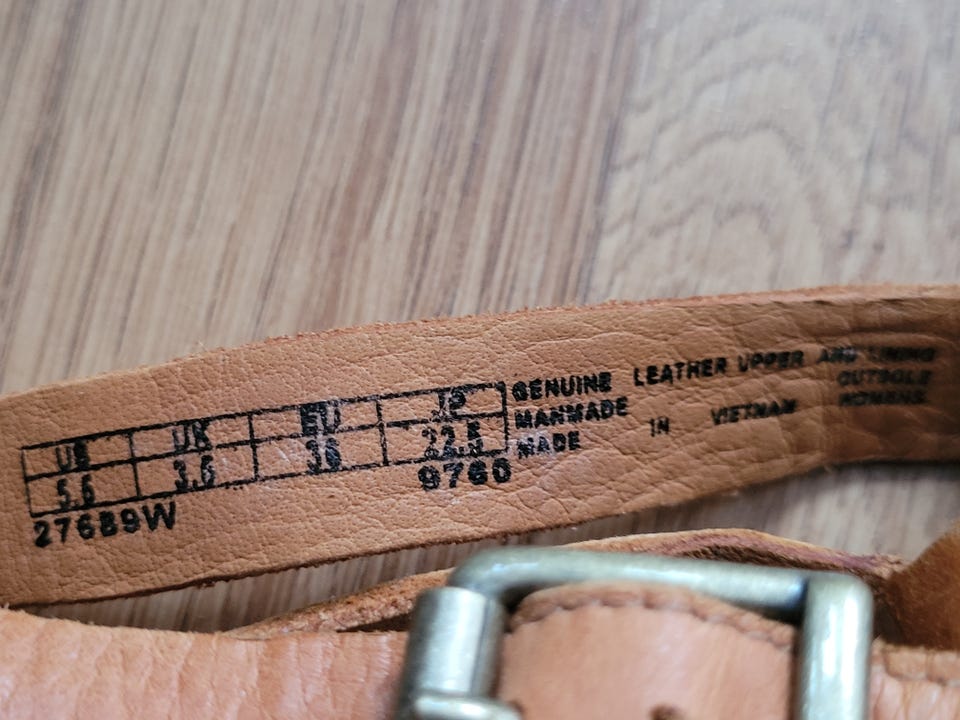 US UK EU JP
5.5 3.5 36 22.5
27689W 9760
GENUINE LEATHER UPPER AND LINING
MANMADE OUTSOLE
MADE IN VIETNAM WOMENS